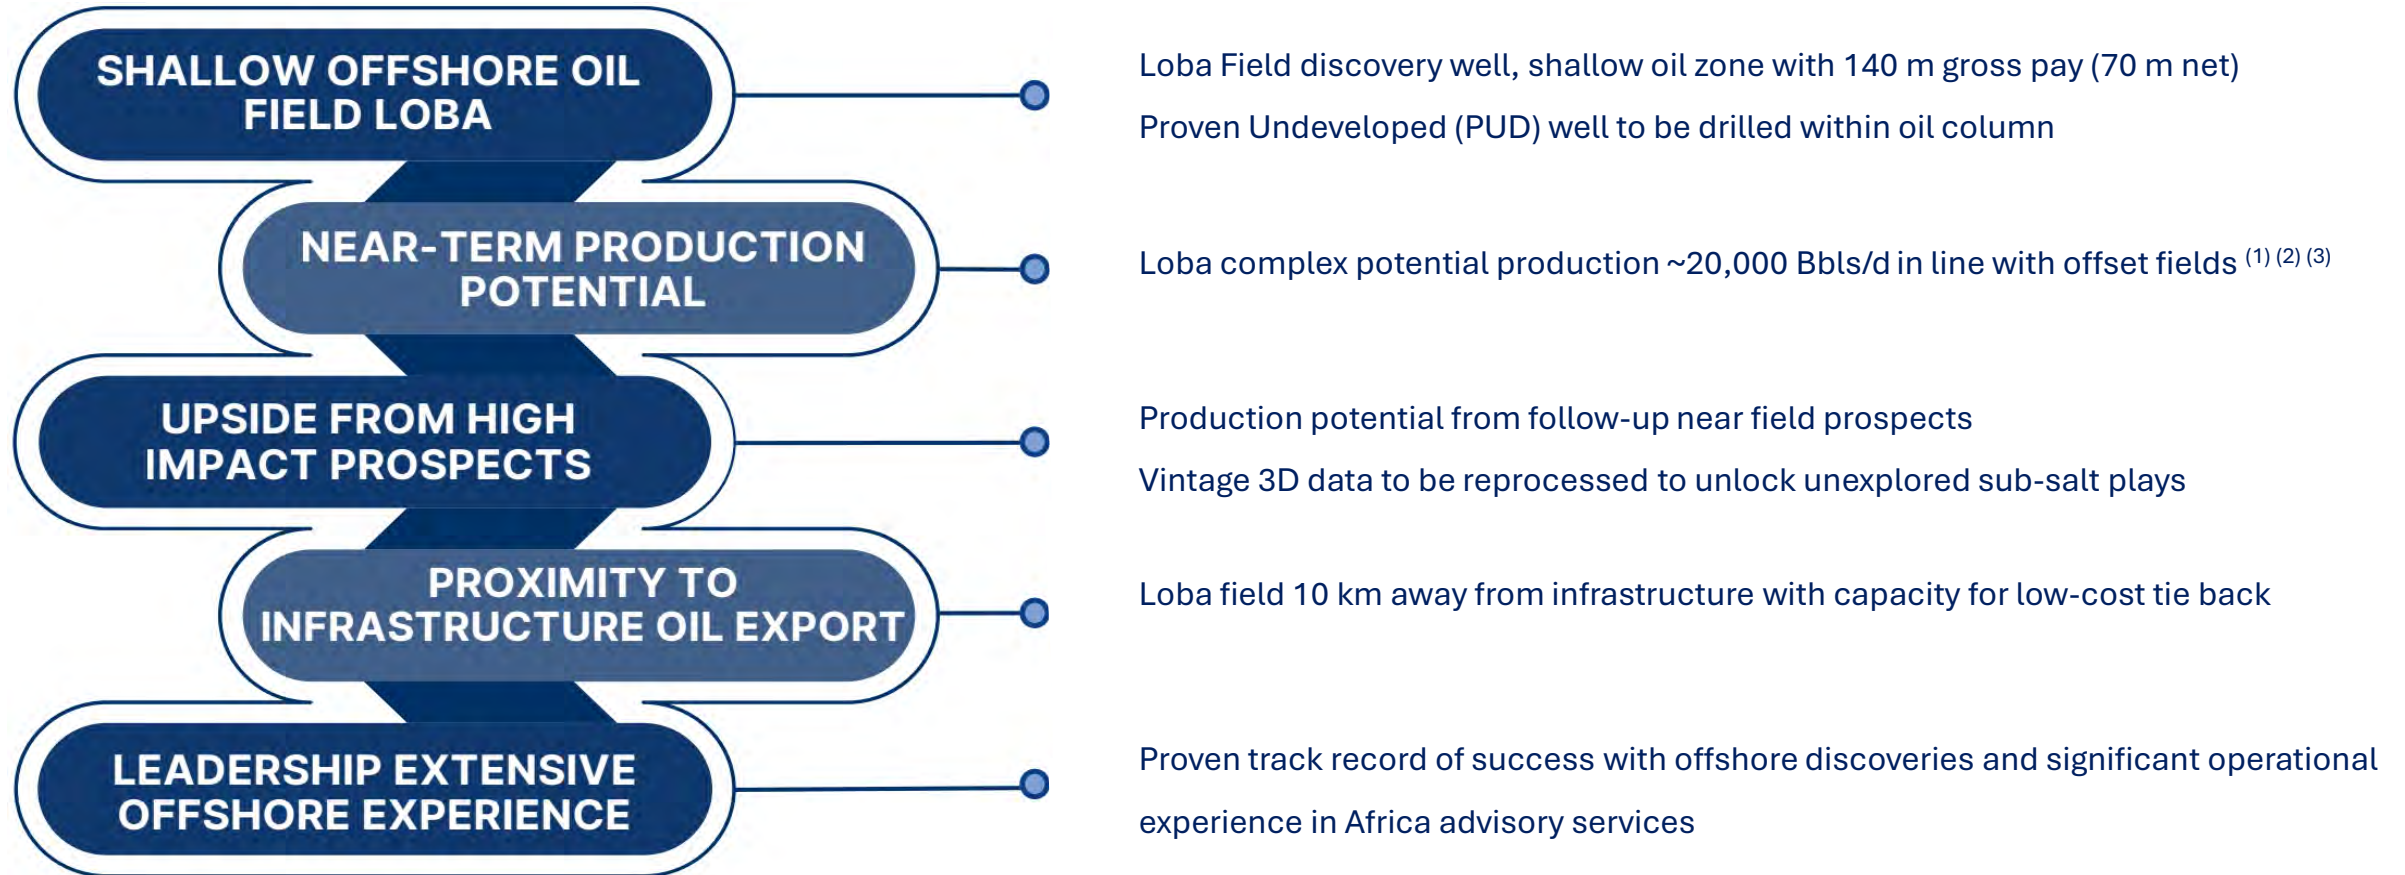 SHALLOW OFFSHORE OIL
FIELD LOBA
Loba Field discovery well, shallow oil zone with 140 m gross pay (70 m net)
Proven Undeveloped (PUD) well to be drilled within oil column
NEAR-TERM PRODUCTION
POTENTIAL
Loba complex potential production ~20,000 Bbls/d in line with offset fields (1) (2) (3)
UPSIDE FROM HIGH
IMPACT PROSPECTS
Production potential from follow-up near field prospects
Vintage 3D data to be reprocessed to unlock unexplored sub-salt plays
PROXIMITY TO
INFRASTRUCTURE OIL EXPORT
Loba field 10 km away from infrastructure with capacity for low-cost tie back
LEADERSHIP EXTENSIVE
OFFSHORE EXPERIENCE
Proven track record of success with offshore discoveries and significant operational
experience in Africa advisory services